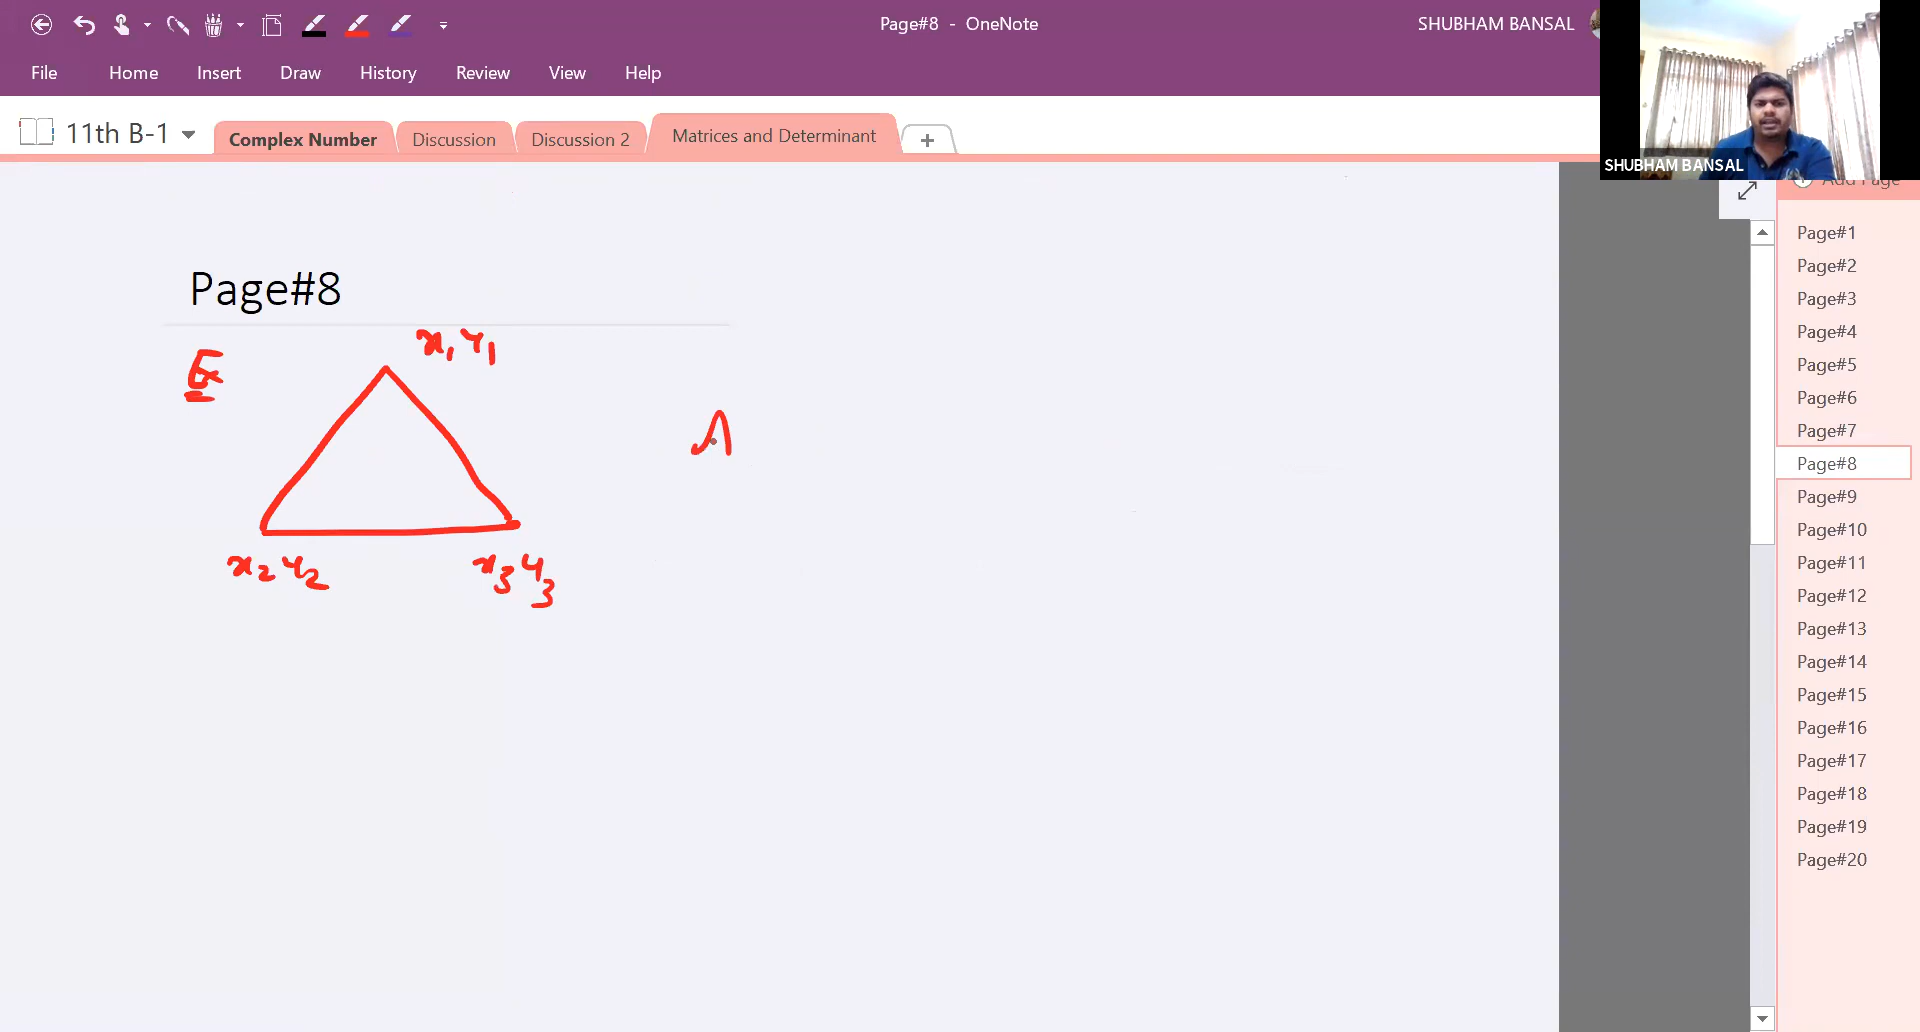 Page#8 - OneNote
SHUBHAM BANSAL
File Home Insert Draw History Review View Help
11th B-1
Complex Number
Discussion
Discussion 2
Matrices and Determinant
+
SHUBHAM BANSAL
Add Page
Page#1
Page#2
Page#3
Page#4
Page#5
Page#6
Page#7
Page#8
Page#9
Page#10
Page#11
Page#12
Page#13
Page#14
Page#15
Page#16
Page#17
Page#18
Page#19
Page#20
Page#8
Ex
x₁ y₁
x₂ y₂
x₃ y₃